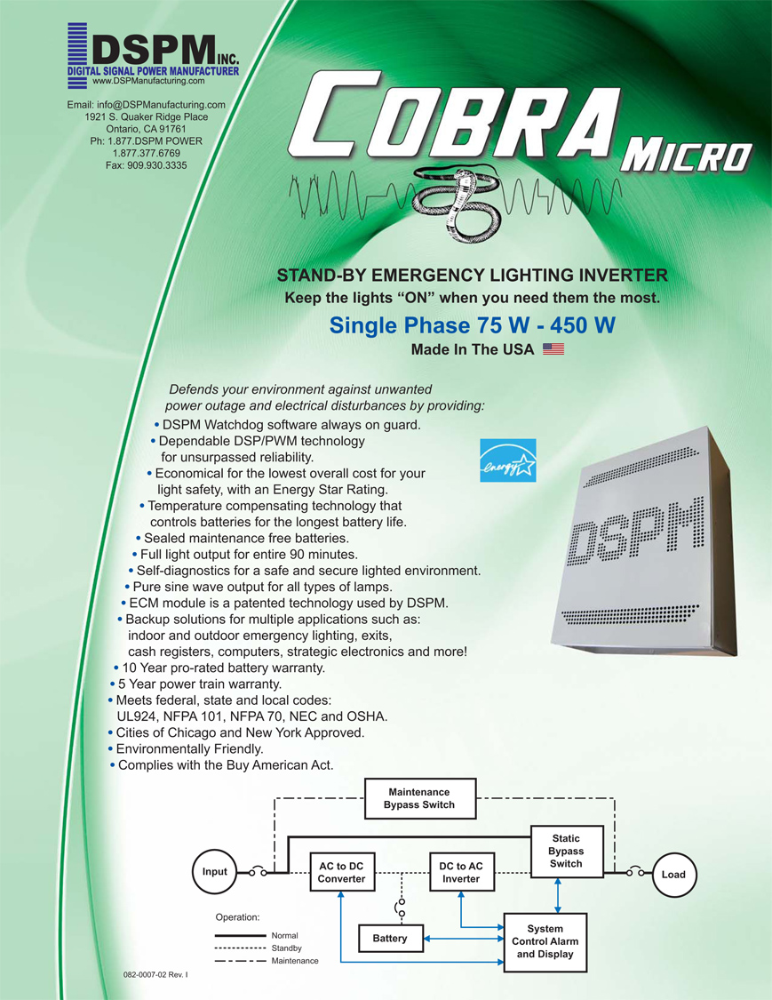 DSPM INC.
DIGITAL SIGNAL POWER MANUFACTURER
www.DSPManufacturing.com
Email: info@DSPManufacturing.com
1921 S. Quaker Ridge Place
Ontario, CA 91761
Ph: 1.877.DSPM POWER
1.877.377.6769
Fax: 909.930.3335
COBRA MICRO
STAND-BY EMERGENCY LIGHTING INVERTER
Keep the lights “ON” when you need them the most.
Single Phase 75 W - 450 W
Made In The USA
Defends your environment against unwanted
power outage and electrical disturbances by providing:
• DSPM Watchdog software always on guard.
• Dependable DSP/PWM technology
for unsurpassed reliability.
• Economical for the lowest overall cost for your
light safety, with an Energy Star Rating.
• Temperature compensating technology that
controls batteries for the longest battery life.
• Sealed maintenance free batteries.
• Full light output for entire 90 minutes.
• Self-diagnostics for a safe and secure lighted environment.
• Pure sine wave output for all types of lamps.
• ECM module is a patented technology used by DSPM.
• Backup solutions for multiple applications such as:
indoor and outdoor emergency lighting, exits,
cash registers, computers, strategic electronics and more!
• 10 Year pro-rated battery warranty.
• 5 Year power train warranty.
• Meets federal, state and local codes:
UL924, NFPA 101, NFPA 70, NEC and OSHA.
• Cities of Chicago and New York Approved.
• Environmentally Friendly.
• Complies with the Buy American Act.
energy
DSPM
Maintenance
Bypass Switch
Static
Bypass
Switch
Input
AC to DC
Converter
DC to AC
Inverter
Load
Battery
System
Control Alarm
and Display
Operation:
Normal
Standby
Maintenance
082-0007-02 Rev. I